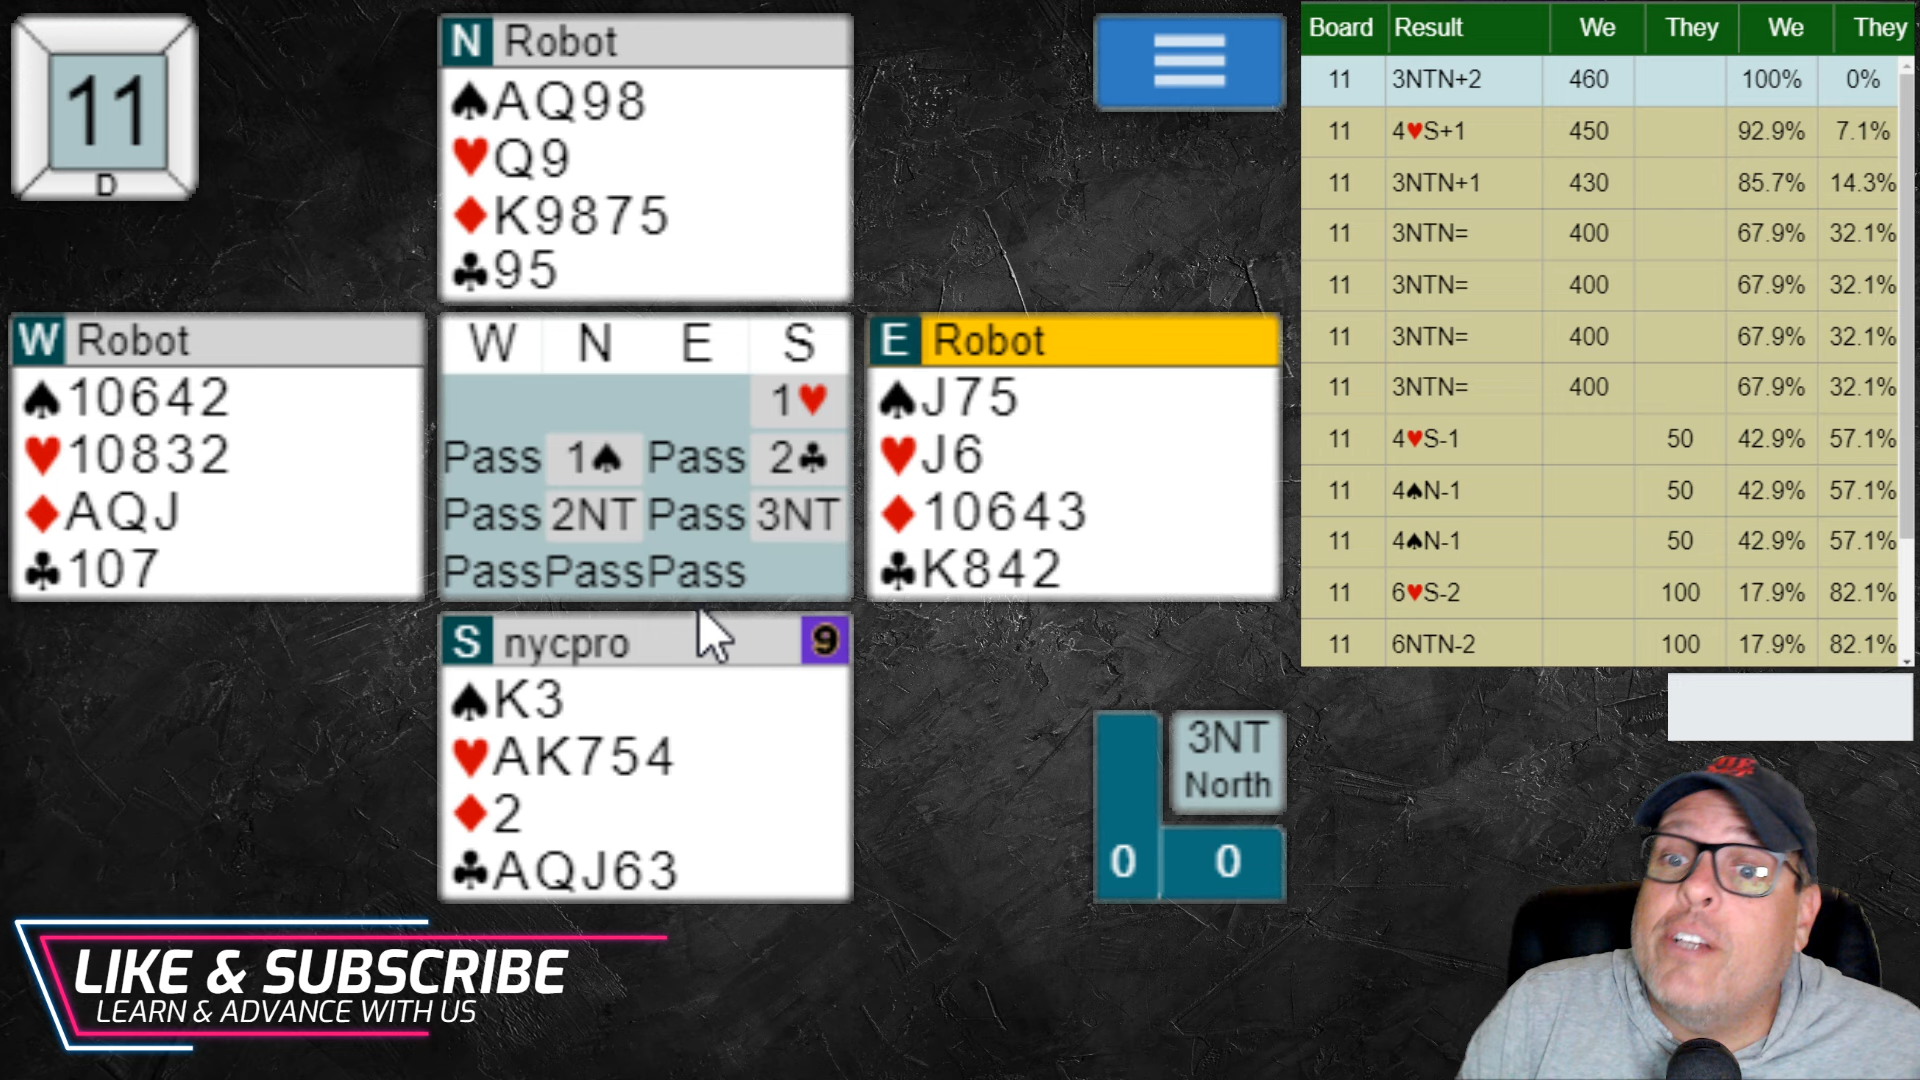 11
D
N Robot
♠AQ98
♥Q9
♦K9875
♣95
W Robot
♠10642
♥10832
♦AQJ
♣107
W N E S
1♥
Pass 1♠ Pass 2♣
Pass 2NT Pass 3NT
Pass Pass Pass
E Robot
♠J75
♥J6
♦10643
♣K842
S nycpro 9
♠K3
♥AK754
♦2
♣AQJ63
3NT
North
0 0
Board Result We They We They
11 3NTN+2 460 100% 0%
11 4♥S+1 450 92.9% 7.1%
11 3NTN+1 430 85.7% 14.3%
11 3NTN= 400 67.9% 32.1%
11 3NTN= 400 67.9% 32.1%
11 3NTN= 400 67.9% 32.1%
11 3NTN= 400 67.9% 32.1%
11 4♥S-1 50 42.9% 57.1%
11 4♠N-1 50 42.9% 57.1%
11 4♠N-1 50 42.9% 57.1%
11 6♥S-2 100 17.9% 82.1%
11 6NTN-2 100 17.9% 82.1%
LIKE & SUBSCRIBE
LEARN & ADVANCE WITH US